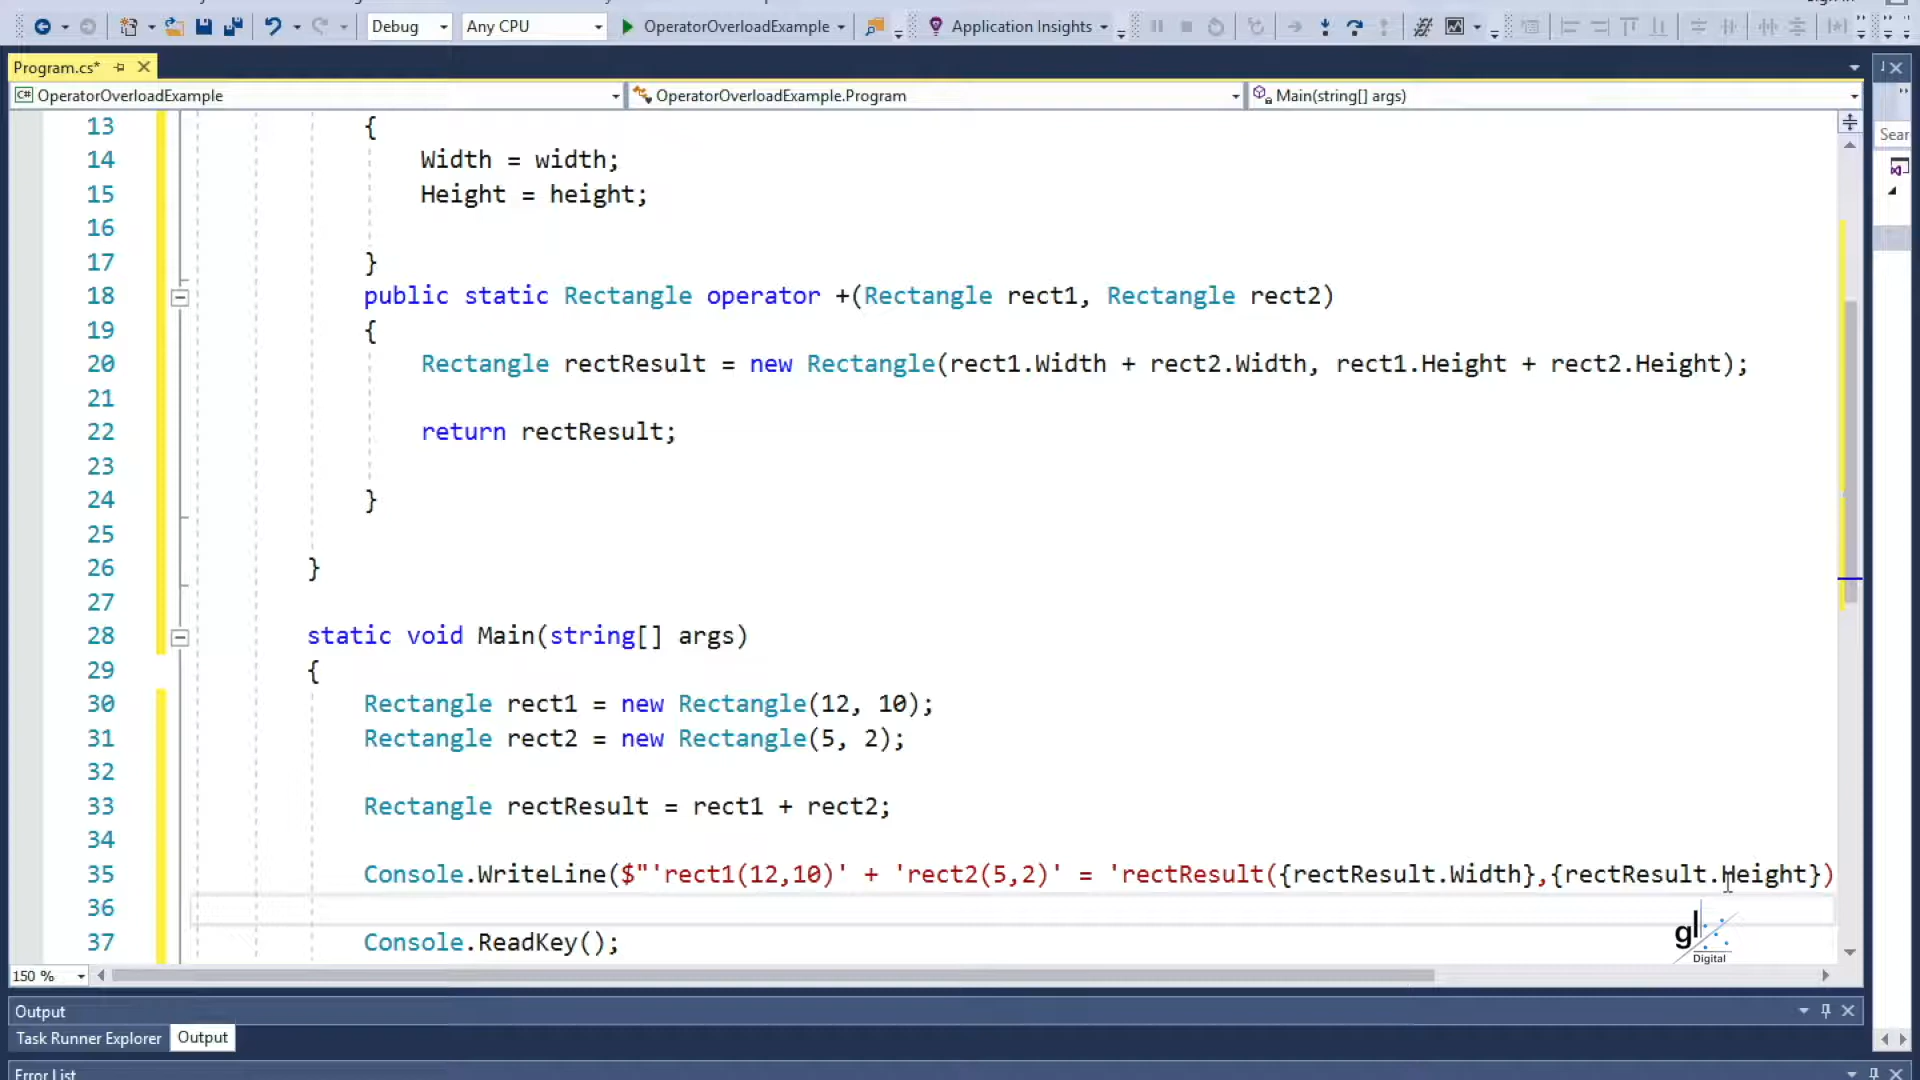 Debug Any CPU OperatorOverloadExample Application Insights
Program.cs*
C# OperatorOverloadExample OperatorOverloadExample.Program Main(string[] args)
Sear
13 {
14 Width = width;
15 Height = height;
16
17 }
18 public static Rectangle operator +(Rectangle rect1, Rectangle rect2)
19 {
20 Rectangle rectResult = new Rectangle(rect1.Width + rect2.Width, rect1.Height + rect2.Height);
21
22 return rectResult;
23
24 }
25
26 }
27
28 static void Main(string[] args)
29 {
30 Rectangle rect1 = new Rectangle(12, 10);
31 Rectangle rect2 = new Rectangle(5, 2);
32
33 Rectangle rectResult = rect1 + rect2;
34
35 Console.WriteLine($"'rect1(12,10)' + 'rect2(5,2)' = 'rectResult({rectResult.Width},{rectResult.Height})
36
37 Console.ReadKey();
gl
Digital
150 %
Output
Task Runner Explorer Output
Error List